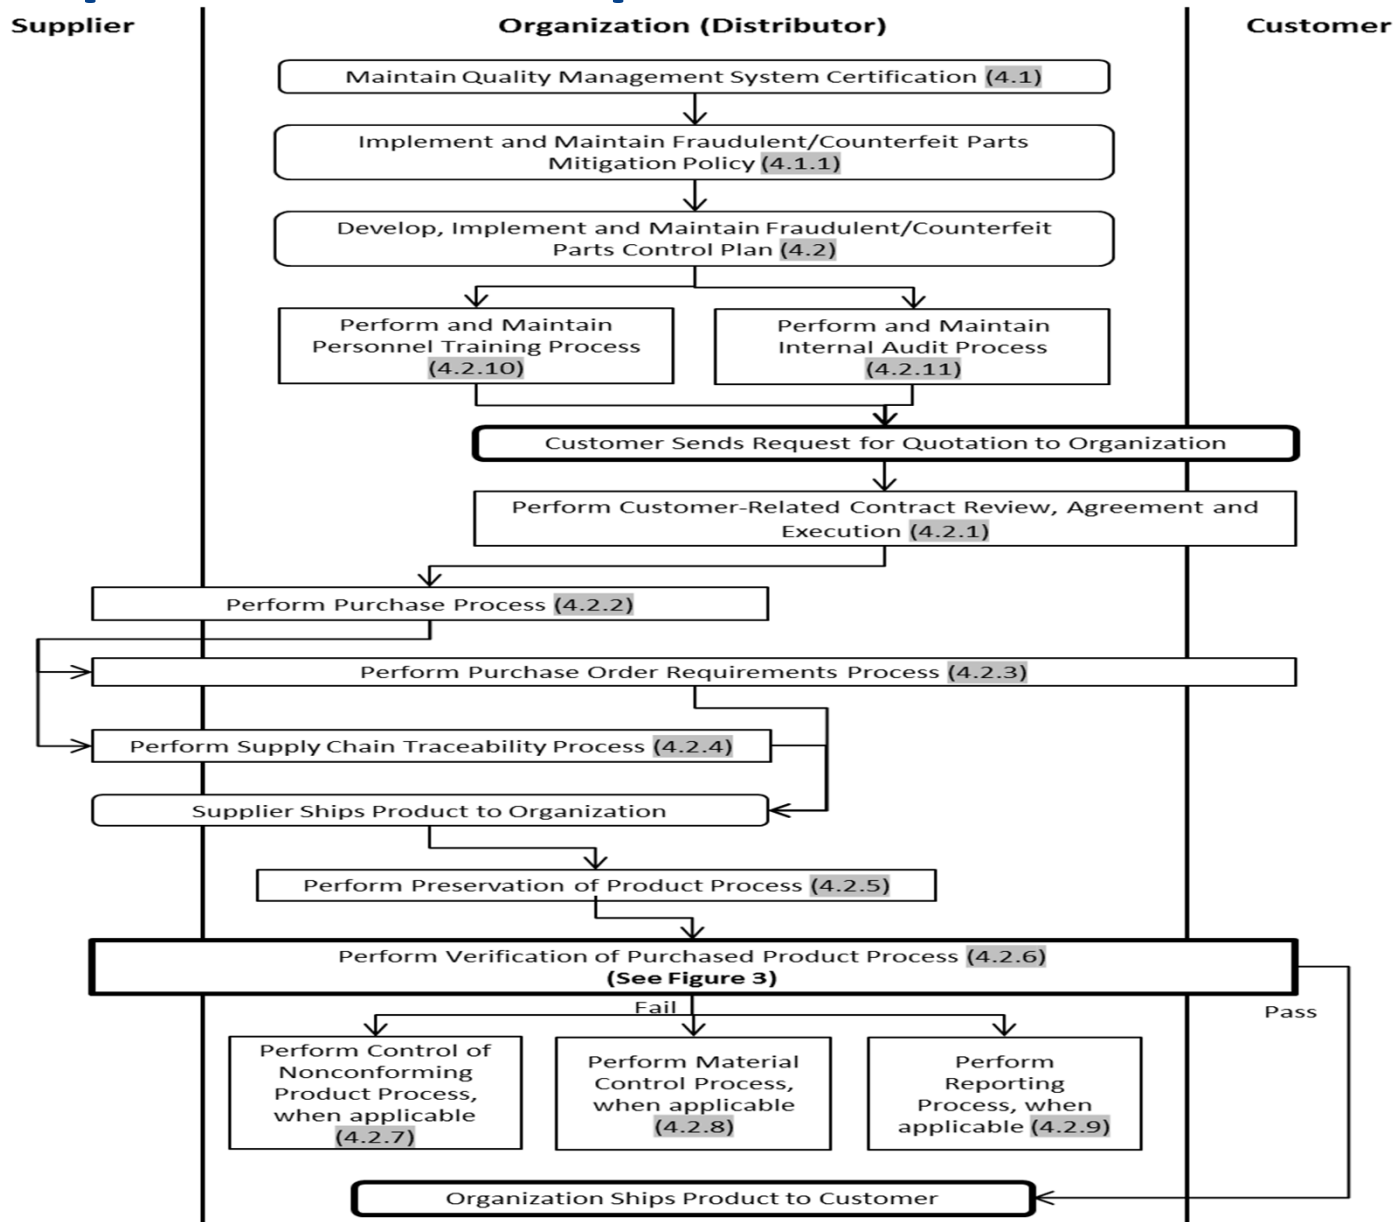 Supplier
Organization (Distributor)
Customer
Maintain Quality Management System Certification (4.1)
Implement and Maintain Fraudulent/Counterfeit Parts
Mitigation Policy (4.1.1)
Develop, Implement and Maintain Fraudulent/Counterfeit
Parts Control Plan (4.2)
Perform and Maintain
Personnel Training Process
(4.2.10)
Perform and Maintain
Internal Audit Process
(4.2.11)
Customer Sends Request for Quotation to Organization
Perform Customer-Related Contract Review, Agreement and
Execution (4.2.1)
Perform Purchase Process (4.2.2)
Perform Purchase Order Requirements Process (4.2.3)
Perform Supply Chain Traceability Process (4.2.4)
Supplier Ships Product to Organization
Perform Preservation of Product Process (4.2.5)
Perform Verification of Purchased Product Process (4.2.6)
(See Figure 3)
Fail
Pass
Perform Control of
Nonconforming
Product Process,
when applicable
(4.2.7)
Perform Material
Control Process,
when applicable
(4.2.8)
Perform
Reporting
Process, when
applicable (4.2.9)
Organization Ships Product to Customer